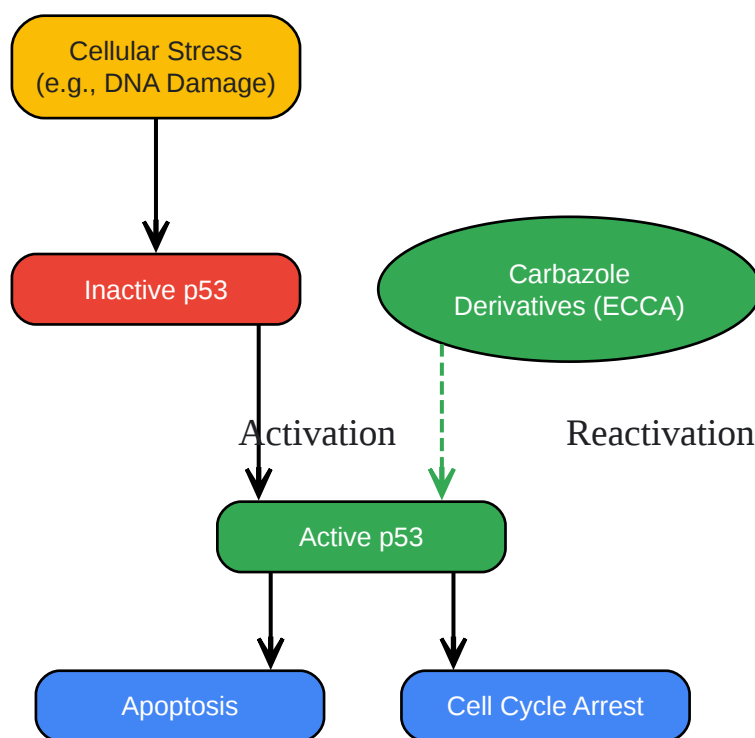 Cellular Stress
(e.g., DNA Damage)
Inactive p53
Carbazole
Derivatives (ECCA)
Activation
Reactivation
Active p53
Apoptosis
Cell Cycle Arrest